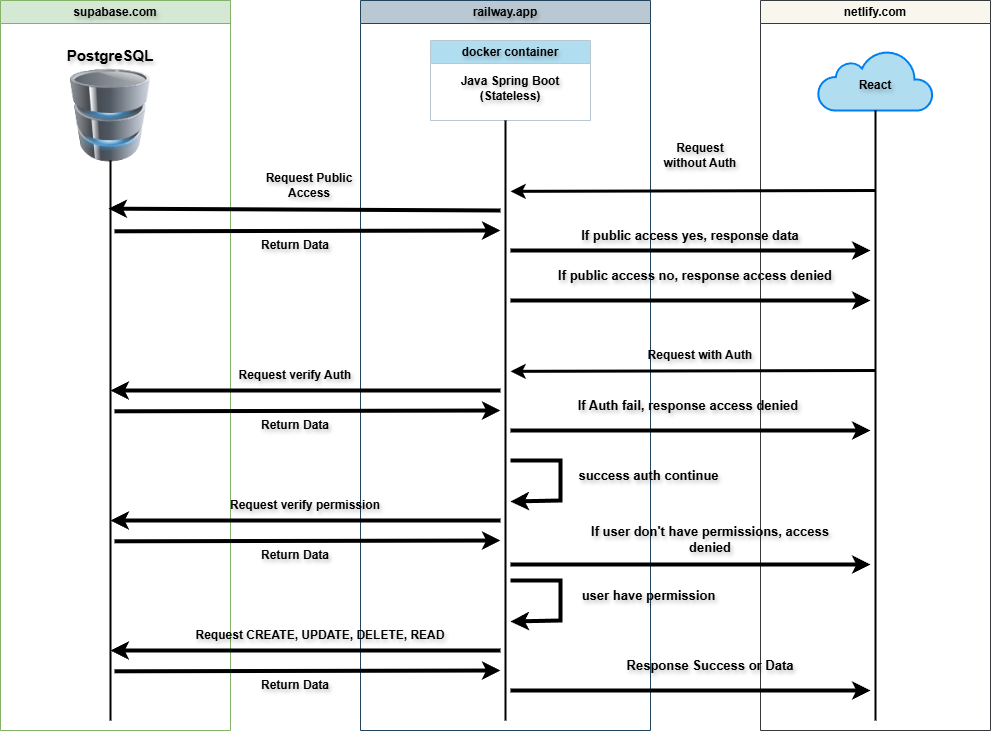 supabase.com
railway.app
netlify.com
PostgreSQL
docker container
Java Spring Boot
(Stateless)
React
Request
without Auth
Request Public
Access
Return Data
If public access yes, response data
If public access no, response access denied
Request with Auth
Request verify Auth
Return Data
If Auth fail, response access denied
success auth continue
Request verify permission
Return Data
If user don't have permissions, access
denied
user have permission
Request CREATE, UPDATE, DELETE, READ
Return Data
Response Success or Data